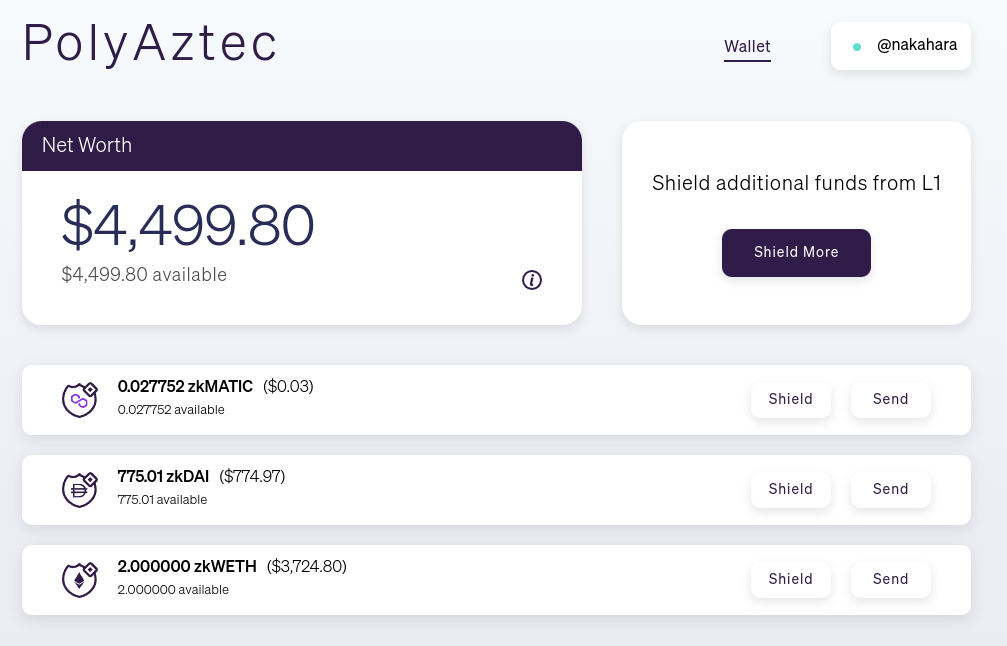 PolyAztec
Wallet
@nakahara
Net Worth
$4,499.80
$4,499.80 available
i
Shield additional funds from L1
Shield More
0.027752 zkMATIC ($0.03)
0.027752 available
Shield
Send
775.01 zkDAI ($774.97)
775.01 available
Shield
Send
2.000000 zkWETH ($3,724.80)
2.000000 available
Shield
Send